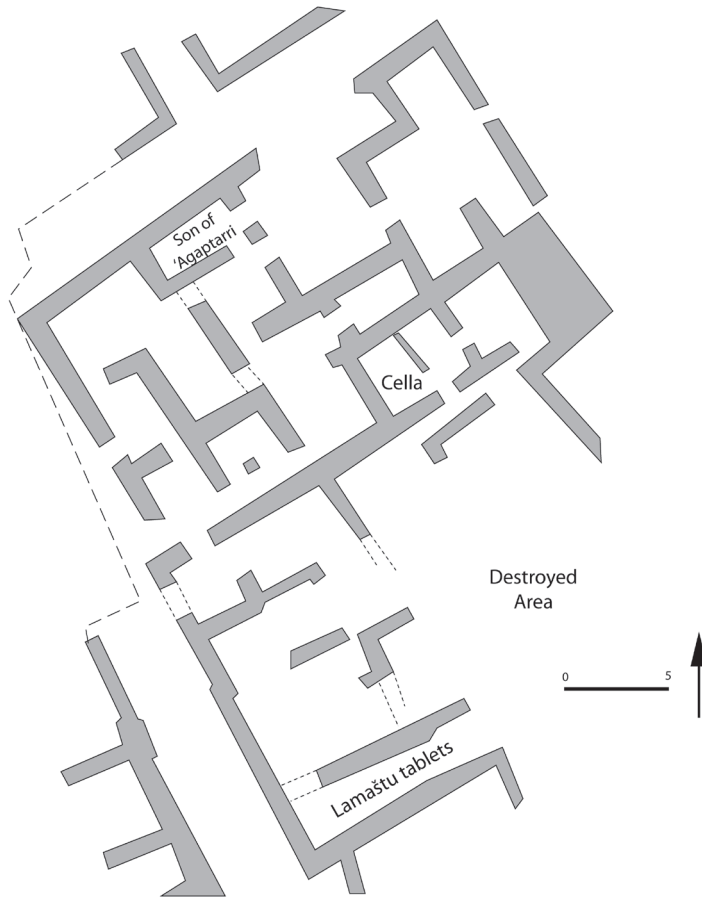 Son of
‘Agaptarri
Cella
Destroyed
Area
0 5
Lamaštu tablets